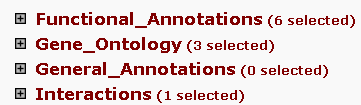 Functional_Annotations (6 selected)
Gene_Ontology (3 selected)
General_Annotations (0 selected)
Interactions (1 selected)